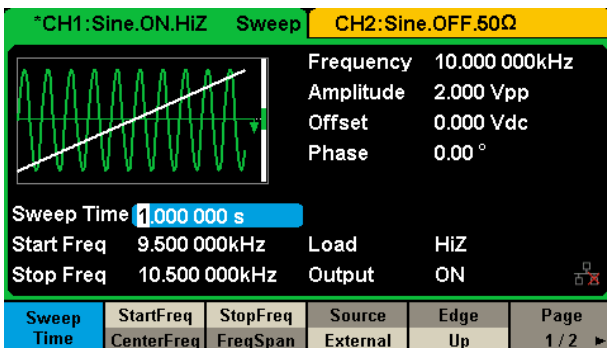 *CH1:Sine.ON.HiZ Sweep CH2:Sine.OFF.50Ω
Frequency 10.000 000kHz
Amplitude 2.000 Vpp
Offset 0.000 Vdc
Phase 0.00 °
Sweep Time 1.000 000 s
Start Freq 9.500 000kHz Load HiZ
Stop Freq 10.500 000kHz Output ON
Sweep StartFreq StopFreq Source Edge Page
Time CenterFreq FreqSpan External Up 1/2 ►